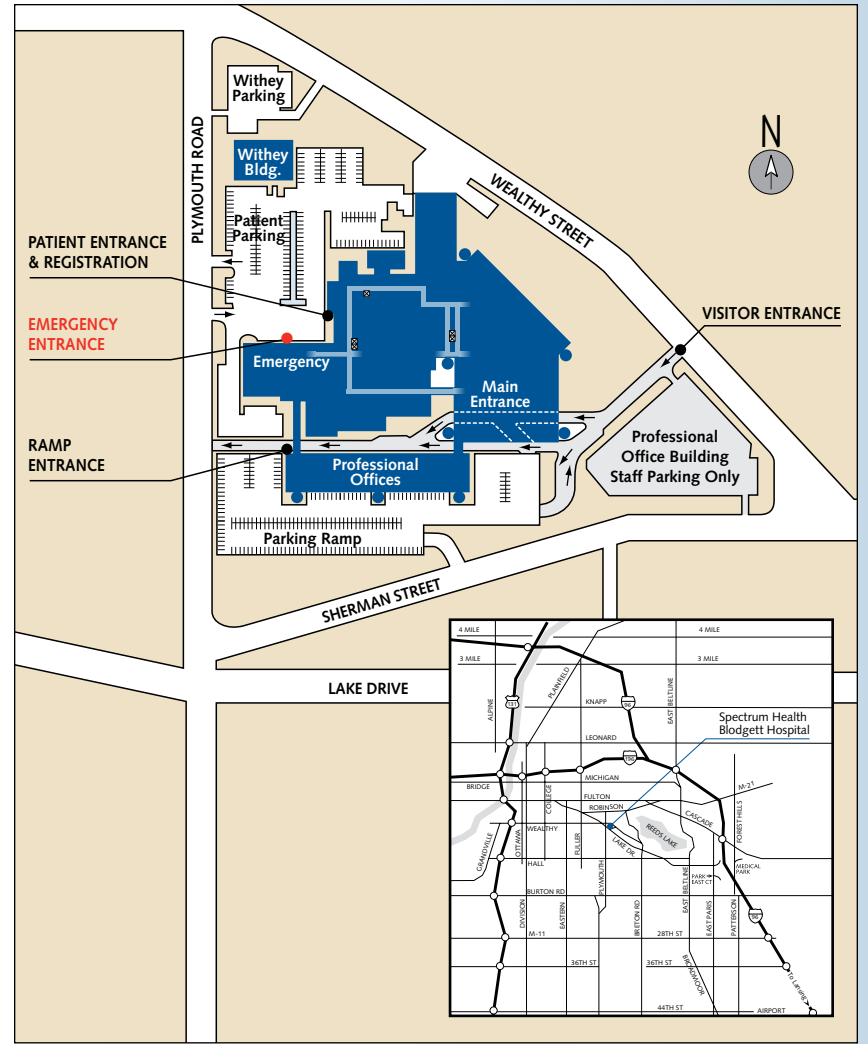 Withey
Parking
PLYMOUTH ROAD
Withey
Bldg.
N
WEALTHY STREET
Patient
Parking
PATIENT ENTRANCE
& REGISTRATION
VISITOR ENTRANCE
EMERGENCY
ENTRANCE
Emergency
Main
Entrance
RAMP
ENTRANCE
Professional
Offices
Professional
Office Building
Staff Parking Only
Parking Ramp
SHERMAN STREET
LAKE DRIVE
4 MILE
4 MILE
3 MILE
3 MILE
PLAINFIELD
EAST BELTLINE
ALPINE
131
KNAPP
96
Spectrum Health
Blodgett Hospital
LEONARD
196
BRIDGE
MICHIGAN
M-21
COLLEGE
FULTON
ROBINSON
CASCADE
FOREST HILLS
WEALTHY
REEDS LAKE
GRANDVILLE
OTTAWA
FULLER
LAKE DR.
HALL
PLYMOUTH
MEDICAL
PARK
PARK
EAST CT
EAST BELTLINE
BURTON RD
DIVISION
EASTERN
BRETON RD
EAST PARIS
PATTERSON
96
M-11
28TH ST
36TH ST
36TH ST
BROADMOOR
To Lansing
44TH ST
AIRPORT